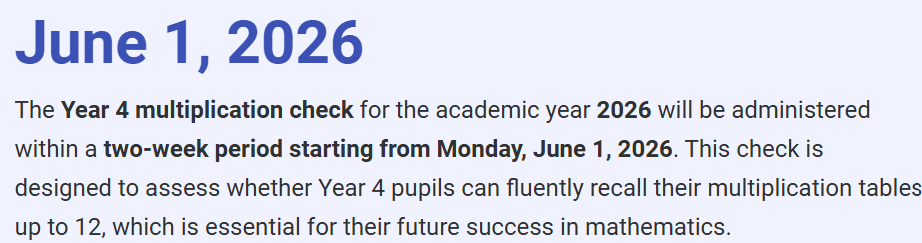 June 1, 2026
The Year 4 multiplication check for the academic year 2026 will be administered
within a two-week period starting from Monday, June 1, 2026. This check is
designed to assess whether Year 4 pupils can fluently recall their multiplication tables
up to 12, which is essential for their future success in mathematics.